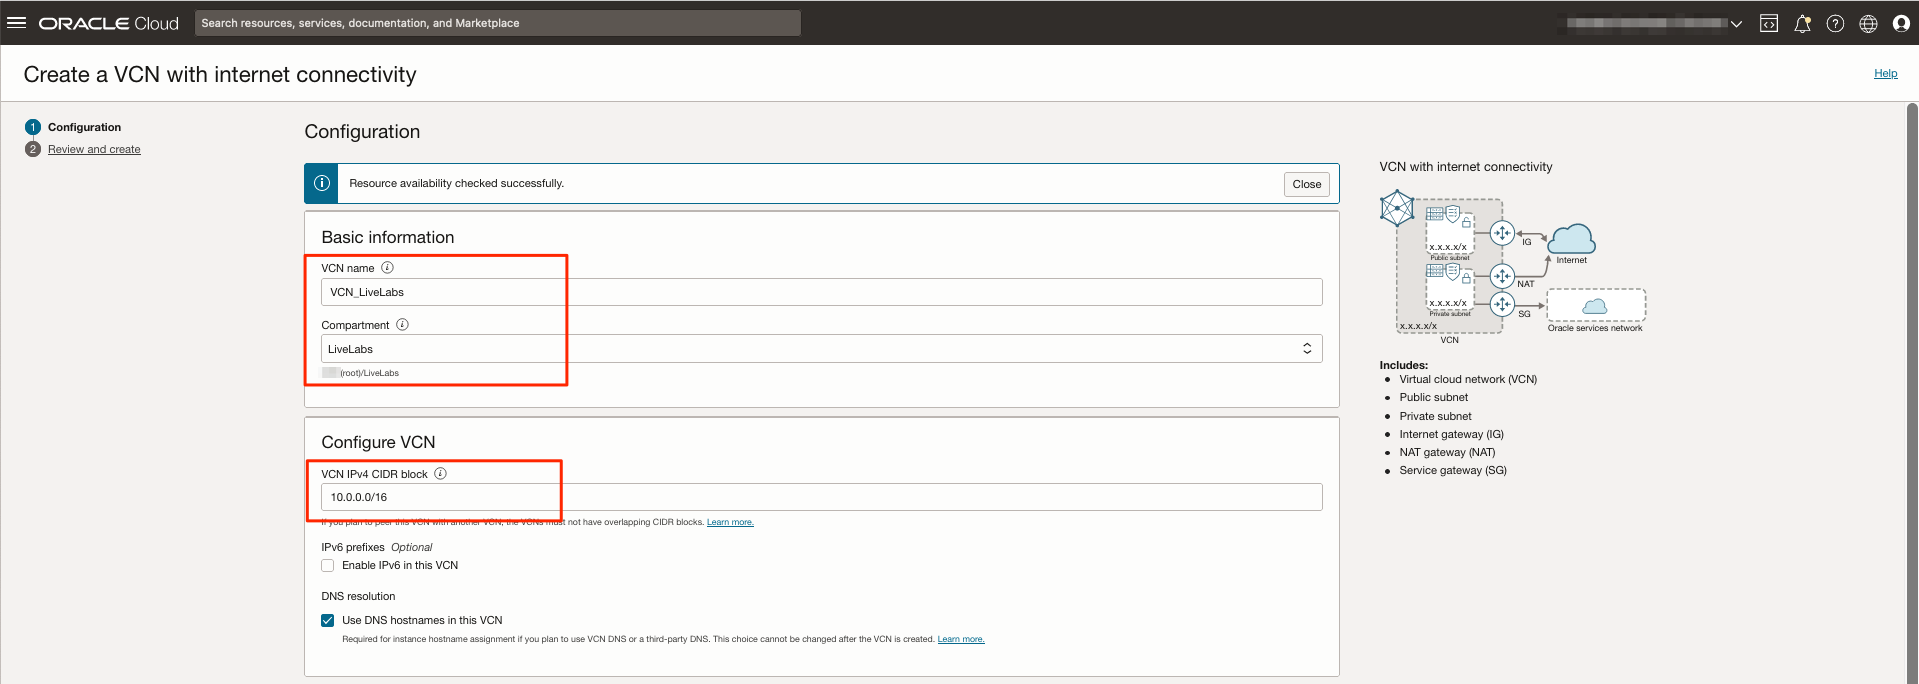 ORACLE Cloud
Search resources, services, documentation, and Marketplace
Create a VCN with internet connectivity
Help
1 Configuration
2 Review and create
Configuration
Resource availability checked successfully.
Close
Basic information
VCN name
VCN_LiveLabs
Compartment
LiveLabs
(root)/LiveLabs
Configure VCN
VCN IPv4 CIDR block
10.0.0.0/16
If you plan to peer this VCN with another VCN, the VCNs must not have overlapping CIDR blocks. Learn more.
IPv6 prefixes Optional
Enable IPv6 in this VCN
DNS resolution
Use DNS hostnames in this VCN
Required for instance hostname assignment if you plan to use VCN DNS or a third-party DNS. This choice cannot be changed after the VCN is created. Learn more.
VCN with internet connectivity
x.x.x.x/x
Public subnet
IG
Internet
NAT
x.x.x.x/x
Private subnet
SG
x.x.x.x/x
Oracle services network
VCN
Includes:
• Virtual cloud network (VCN)
• Public subnet
• Private subnet
• Internet gateway (IG)
• NAT gateway (NAT)
• Service gateway (SG)